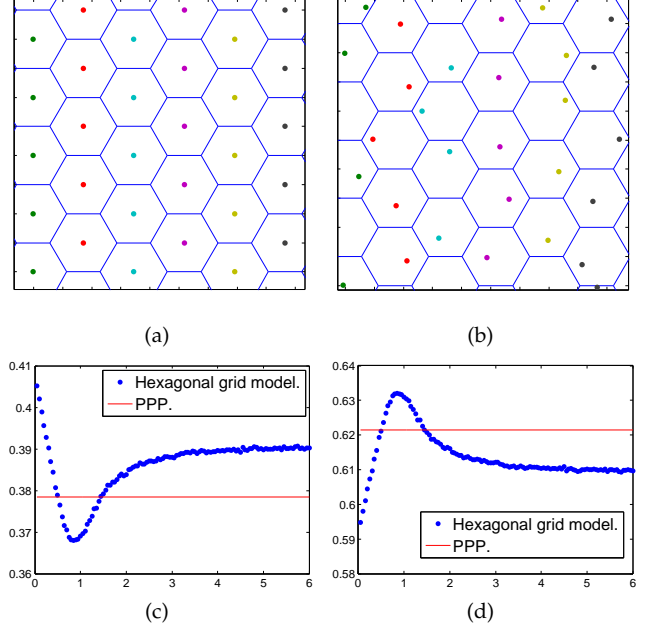 (a)
(b)
0.41
0.4
0.39
0.38
0.37
0.36
0 1 2 3 4 5 6
Hexagonal grid model.
PPP.
(c)
0.64
0.63
0.62
0.61
0.6
0.59
0.58
0 1 2 3 4 5 6
Hexagonal grid model.
PPP.
(d)